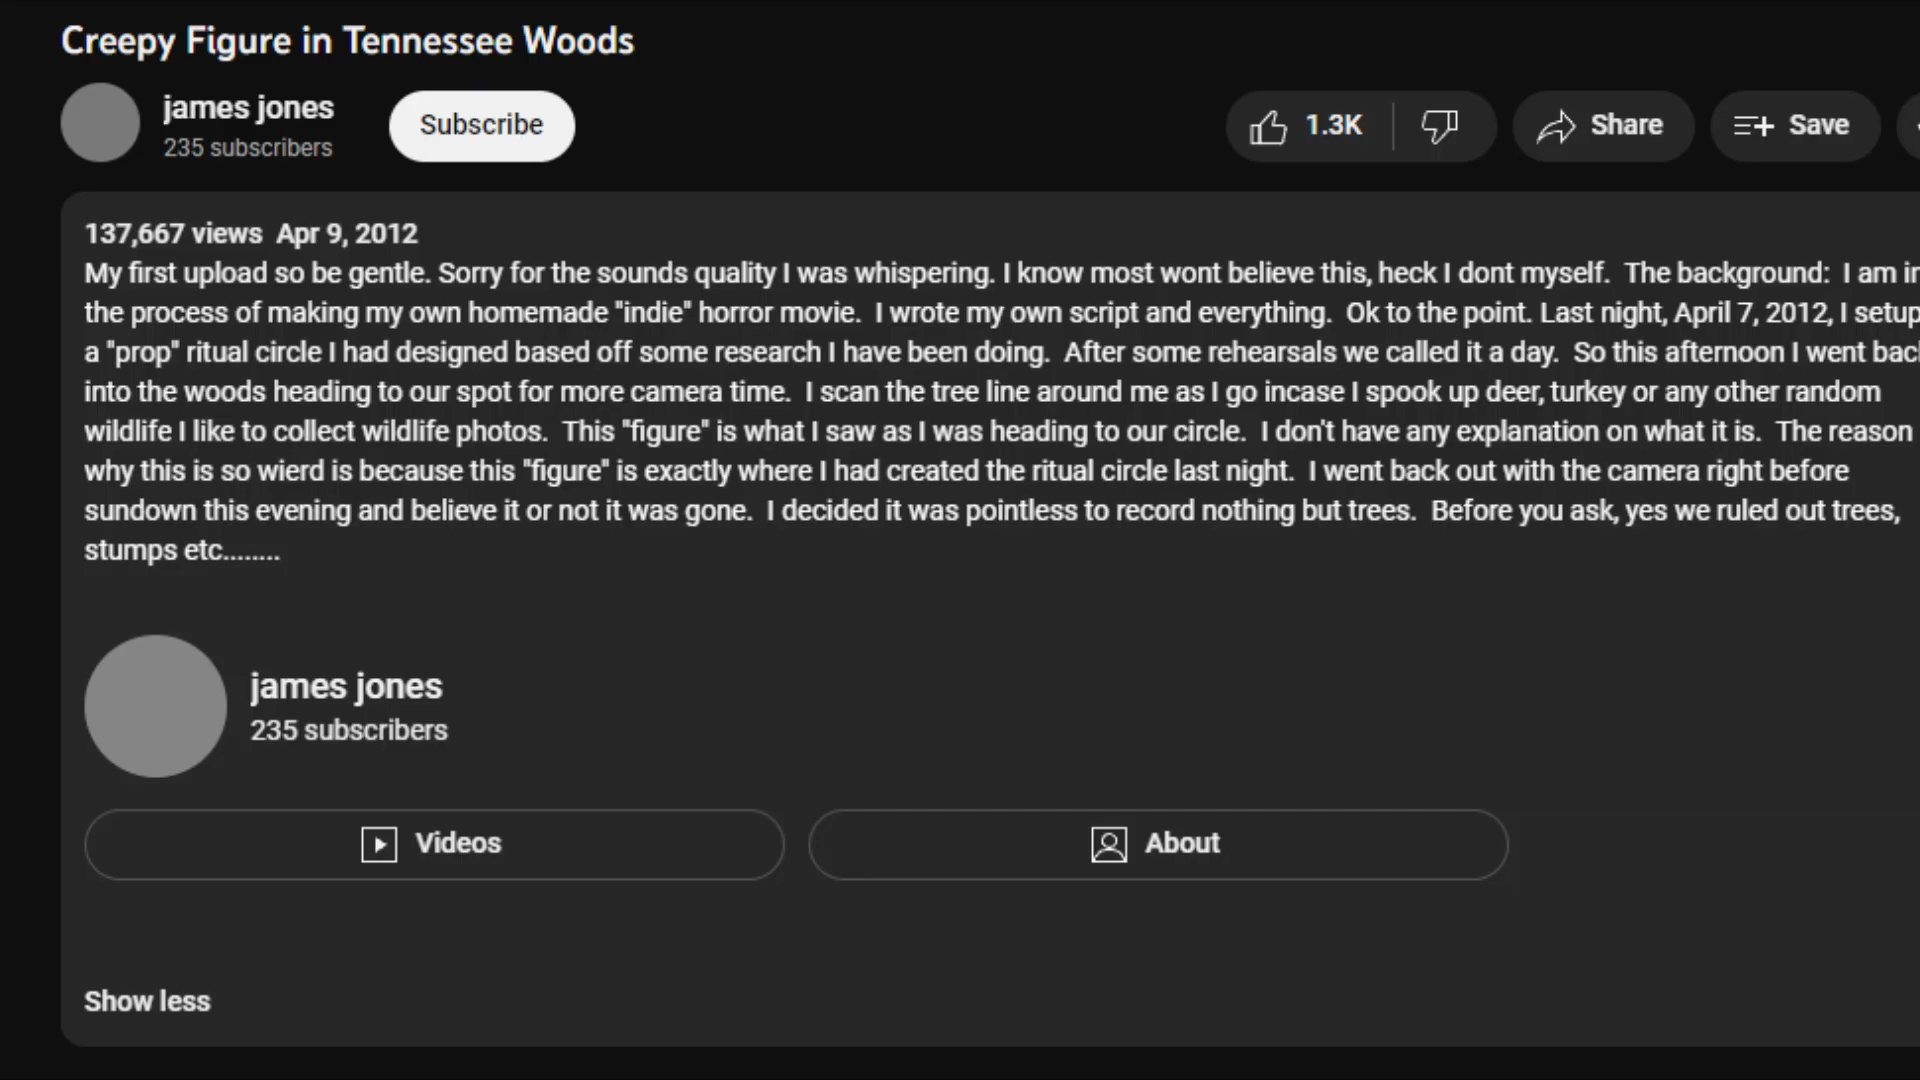 Creepy Figure in Tennessee Woods
james jones
235 subscribers
Subscribe
1.3K
Share
Save
137,667 views  Apr 9, 2012
My first upload so be gentle. Sorry for the sounds quality I was whispering. I know most wont believe this, heck I dont myself.  The background:  I am in
the process of making my own homemade "indie" horror movie.  I wrote my own script and everything.  Ok to the point. Last night, April 7, 2012, I setup
a "prop" ritual circle I had designed based off some research I have been doing.  After some rehearsals we called it a day.  So this afternoon I went back
into the woods heading to our spot for more camera time.  I scan the tree line around me as I go incase I spook up deer, turkey or any other random
wildlife I like to collect wildlife photos.  This "figure" is what I saw as I was heading to our circle.  I don't have any explanation on what it is.  The reason
why this is so wierd is because this "figure" is exactly where I had created the ritual circle last night.  I went back out with the camera right before
sundown this evening and believe it or not it was gone.  I decided it was pointless to record nothing but trees.  Before you ask, yes we ruled out trees,
stumps etc........
james jones
235 subscribers
Videos
About
Show less